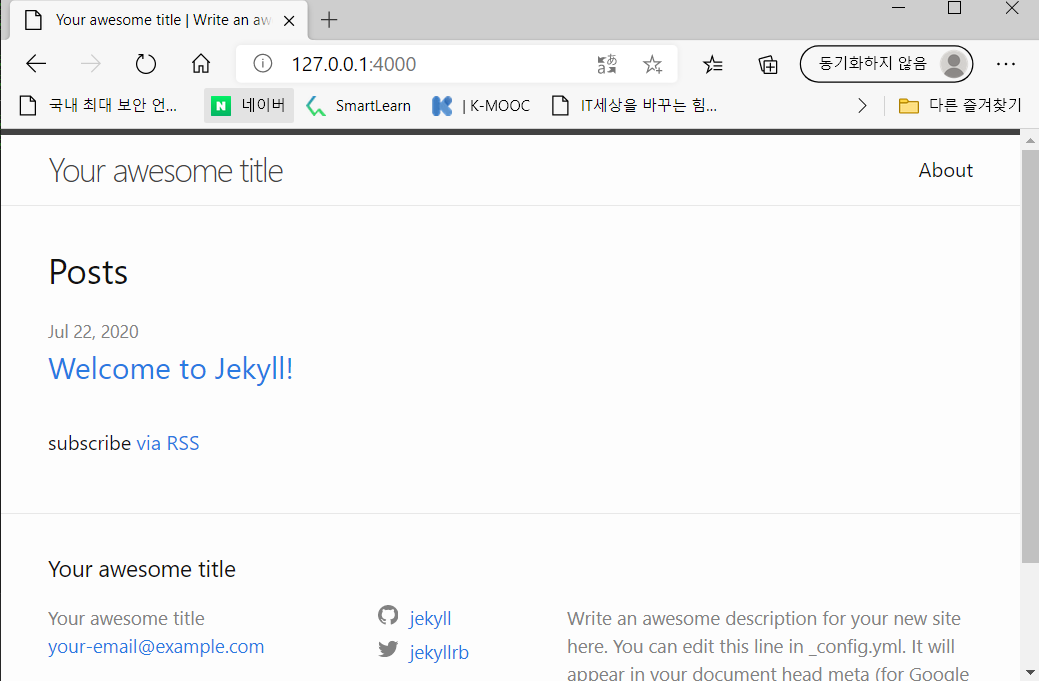 Your awesome title | Write an aw
127.0.0.1:4000
동기화하지 않음
국내 최대 보안 언...
네이버
SmartLearn
| K-MOOC
IT세상을 바꾸는 힘...
다른 즐겨찾기
Your awesome title
About
Posts
Jul 22, 2020
Welcome to Jekyll!
subscribe via RSS
Your awesome title
Your awesome title
your-email@example.com
jekyll
jekyllrb
Write an awesome description for your new site
here. You can edit this line in _config.yml. It will
appear in your document head meta (for Google